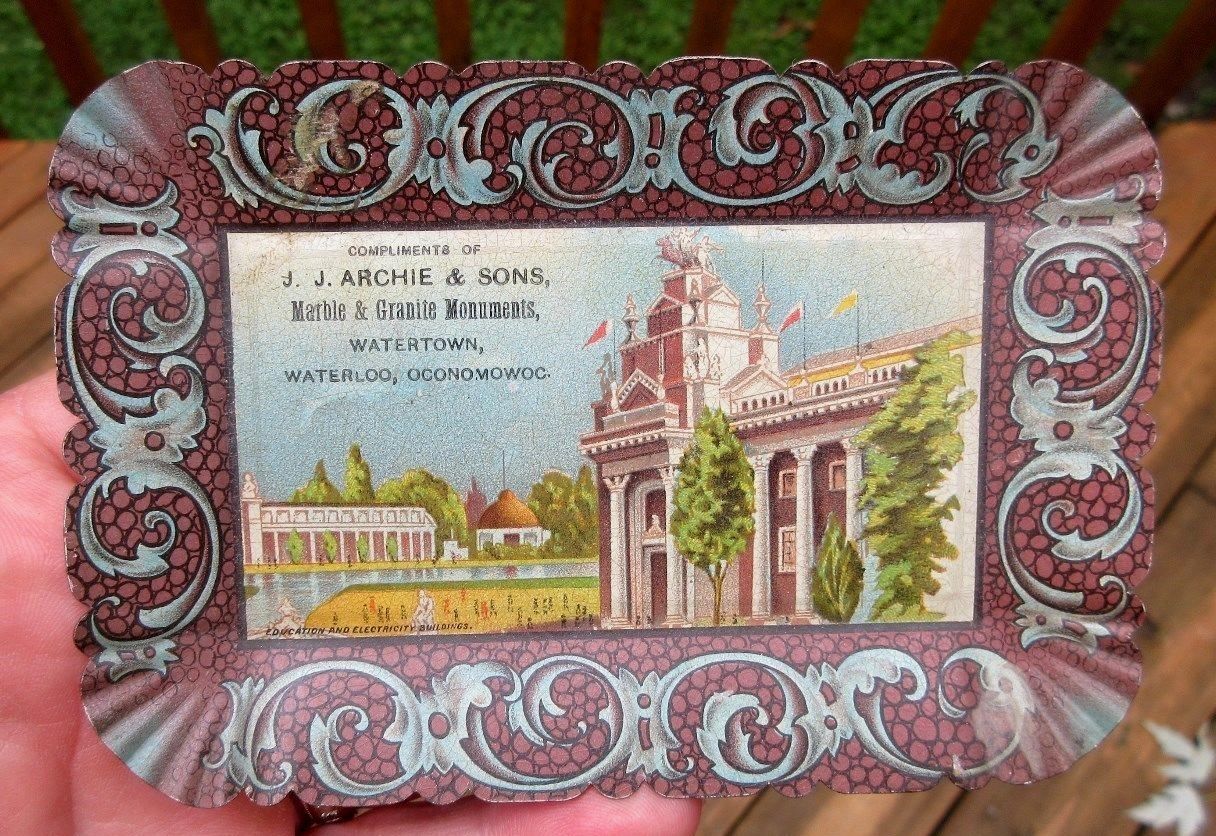 COMPLIMENTS OF
J. J. ARCHIE & SONS,
Marble & Granite Monuments,
WATERTOWN,
WATERLOO, OCONOMOWOC.
EDUCATION AND ELECTRICITY BUILDINGS.